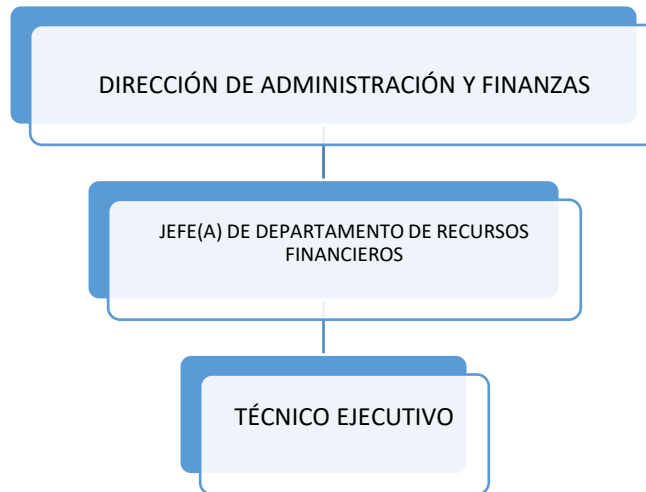 DIRECCIÓN DE ADMINISTRACIÓN Y FINANZAS
JEFE(A) DE DEPARTAMENTO DE RECURSOS
FINANCIEROS
TÉCNICO EJECUTIVO